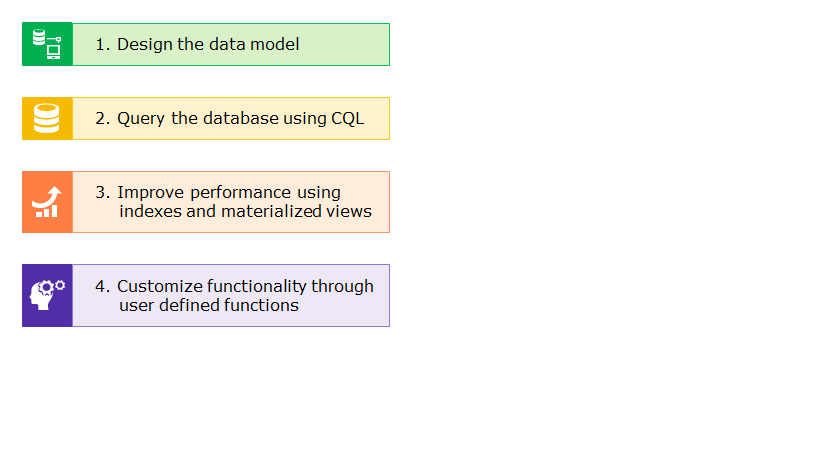 1. Design the data model
2. Query the database using CQL
3. Improve performance using
indexes and materialized views
4. Customize functionality through
user defined functions